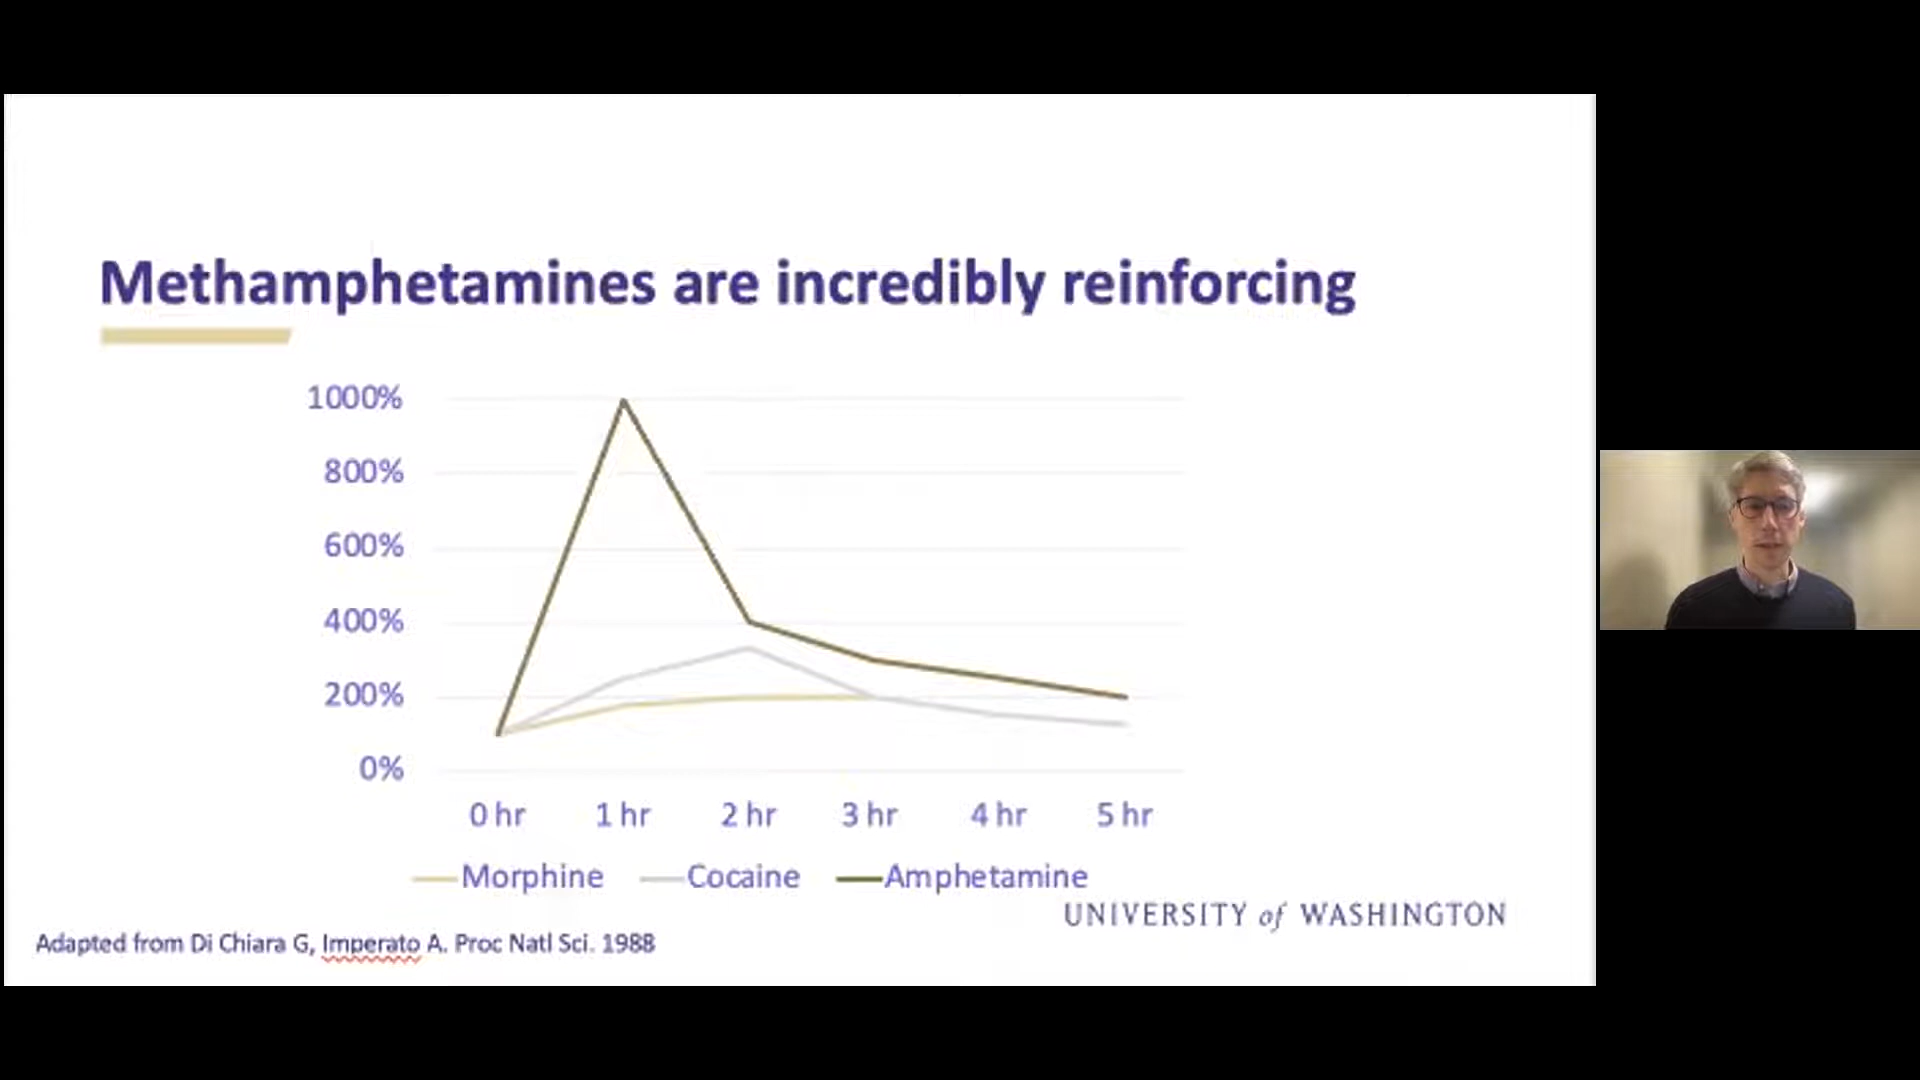 Methamphetamines are incredibly reinforcing
1000%
800%
600%
400%
200%
0%
0 hr 1 hr 2 hr 3 hr 4 hr 5 hr
Morphine Cocaine Amphetamine
UNIVERSITY of WASHINGTON
Adapted from Di Chiara G, Imperato A. Proc Natl Sci. 1988